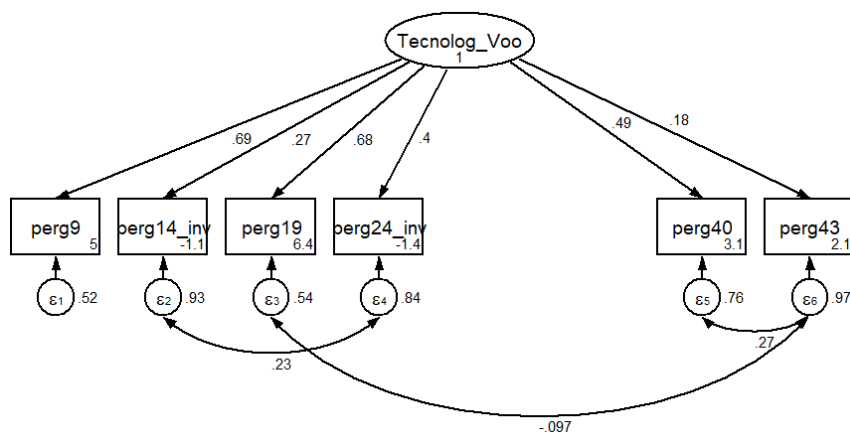 Tecnolog_Voo
1
.69
.27
.68
.4
.49
.18
perg9
5
perg14_inv
-1.1
perg19
6.4
perg24_inv
-1.4
perg40
3.1
perg43
2.1
ε1 .52
ε2 .93
ε3 .54
ε4 .84
ε5 .76
ε6 .97
.23
.27
-.097